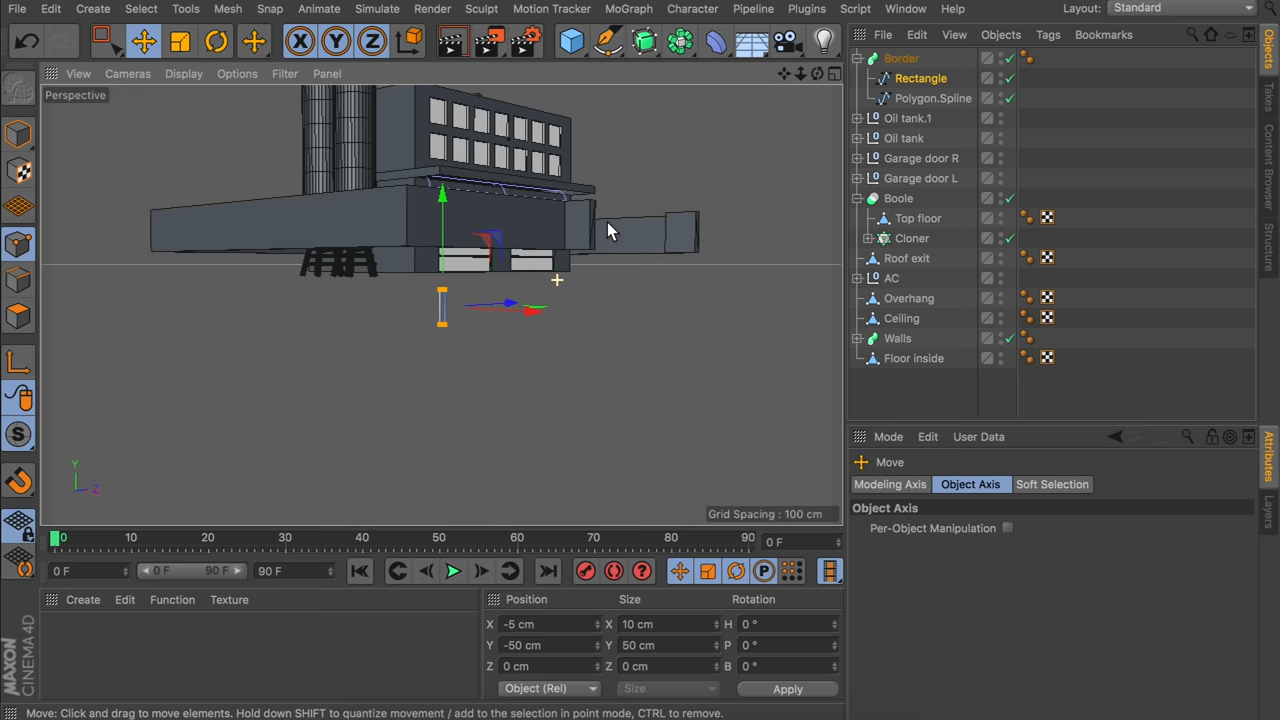 File Edit Create Select Tools Mesh Snap Animate Simulate Render Sculpt Motion Tracker MoGraph Character Pipeline Plugins Script Window Help Layout: Standard
File Edit View Objects Tags Bookmarks
View Cameras Display Options Filter Panel
Perspective
Border
Rectangle
Polygon.Spline
Oil tank.1
Oil tank
Garage door R
Garage door L
Boole
Top floor
Cloner
Roof exit
AC
Overhang
Ceiling
Walls
Floor inside
Objects
Takes
Content Browser
Structure
Mode Edit User Data
Move
Modeling Axis Object Axis Soft Selection
Object Axis
Per-Object Manipulation
Attributes
Layers
Y
Z
Grid Spacing : 100 cm
0 10 20 30 40 50 60 70 80 90 0 F
0 F 0 F 90 F 90 F
Create Edit Function Texture
Position Size Rotation
X -5 cm X 10 cm H 0 °
Y -50 cm Y 50 cm P 0 °
Z 0 cm Z 0 cm B 0 °
Object (Rel) Size Apply
MAXON
CINEMA 4D
Move: Click and drag to move elements. Hold down SHIFT to quantize movement / add to the selection in point mode, CTRL to remove.